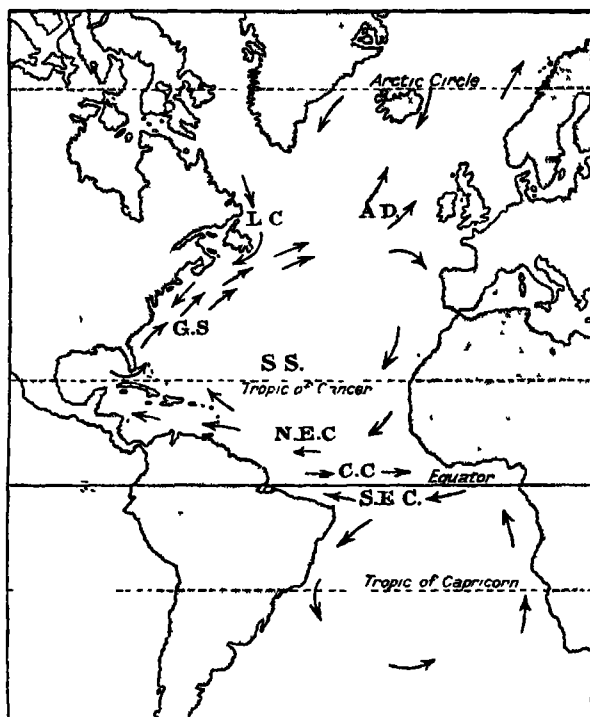 Arctic Circle
L C
A D.
G.S
S S.
Tropic of Cancer
N.E.C
C.C
Equator
S.E C.
Tropic of Capricorn